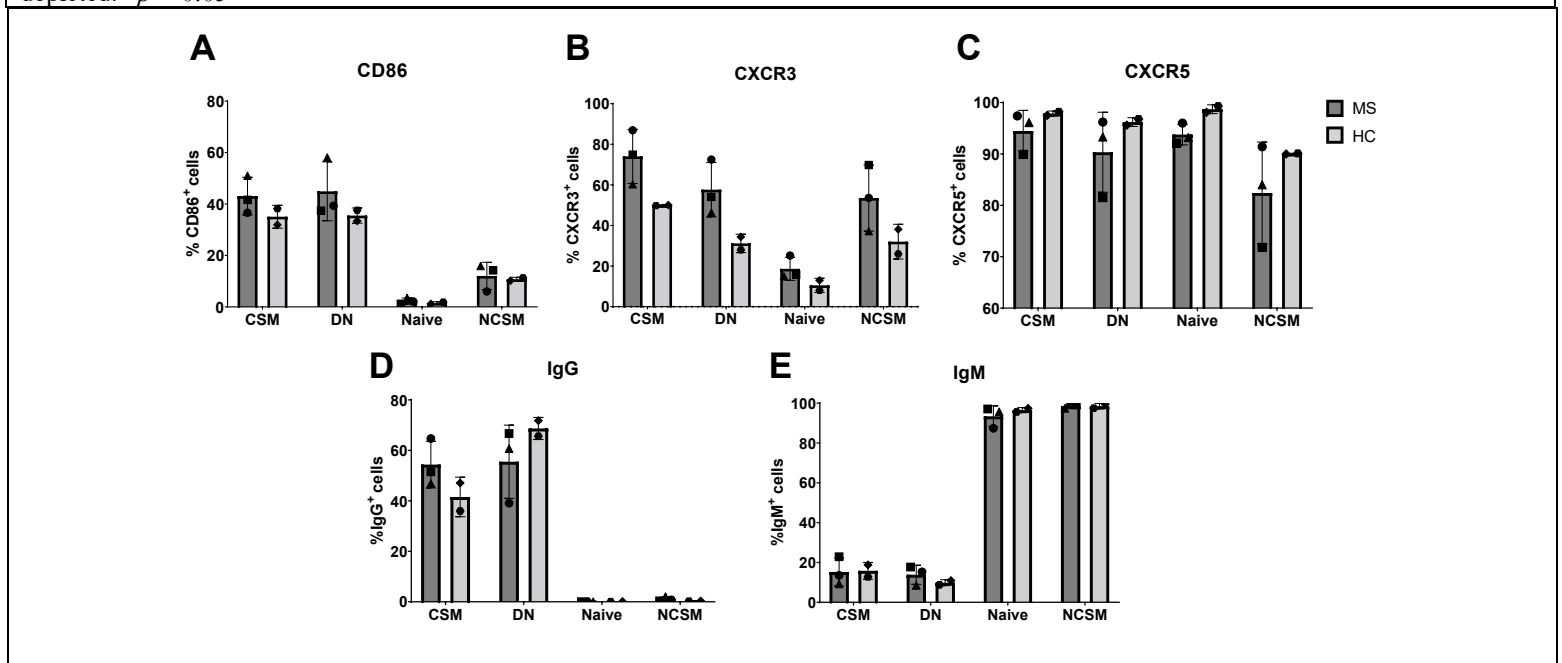 A
CD86
80
60
40
20
0
% CD86+ cells
CSM DN Naive NCSM
B
CXCR3
100
80
60
40
20
0
% CXCR3+ cells
CSM DN Naive NCSM
C
CXCR5
100
90
80
70
60
% CXCR5+ cells
CSM DN Naive NCSM
MS
HC
D
IgG
80
60
40
20
0
%IgG+ cells
CSM DN Naive NCSM
E
IgM
100
80
60
40
20
0
%IgM+ cells
CSM DN Naive NCSM